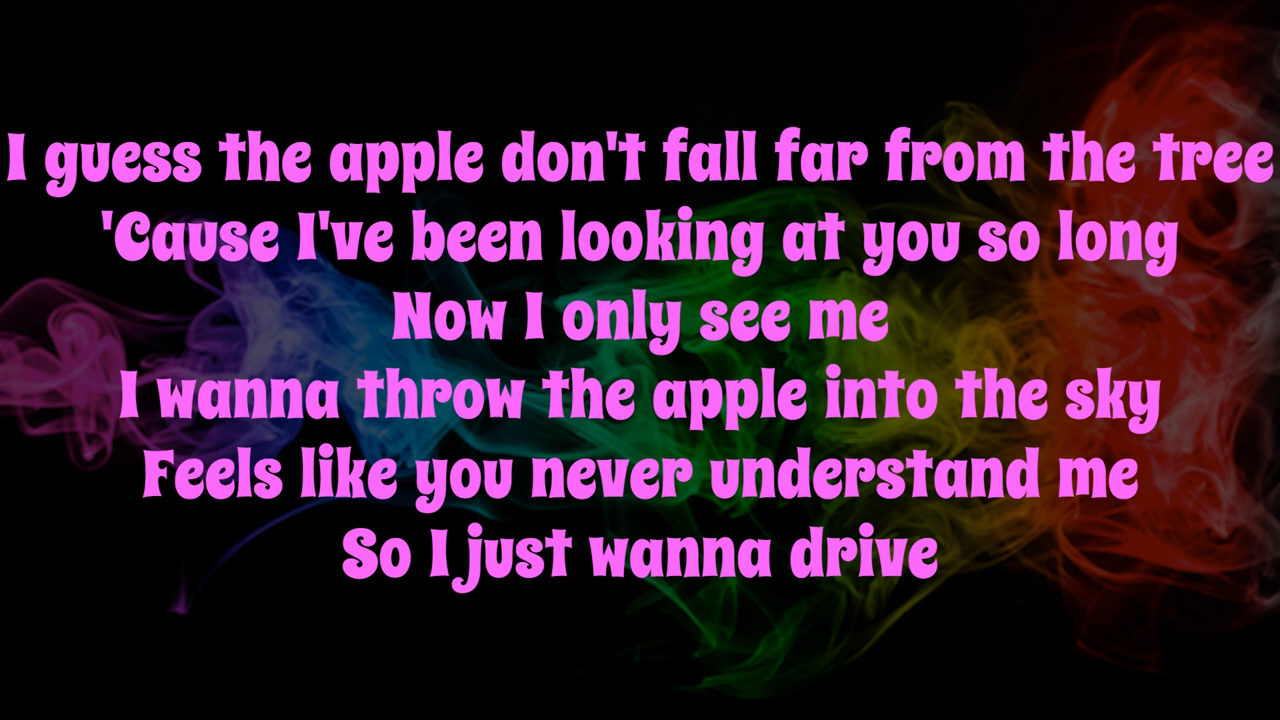 I guess the apple don't fall far from the tree
'Cause I've been looking at you so long
Now I only see me
I wanna throw the apple into the sky
Feels like you never understand me
So I just wanna drive